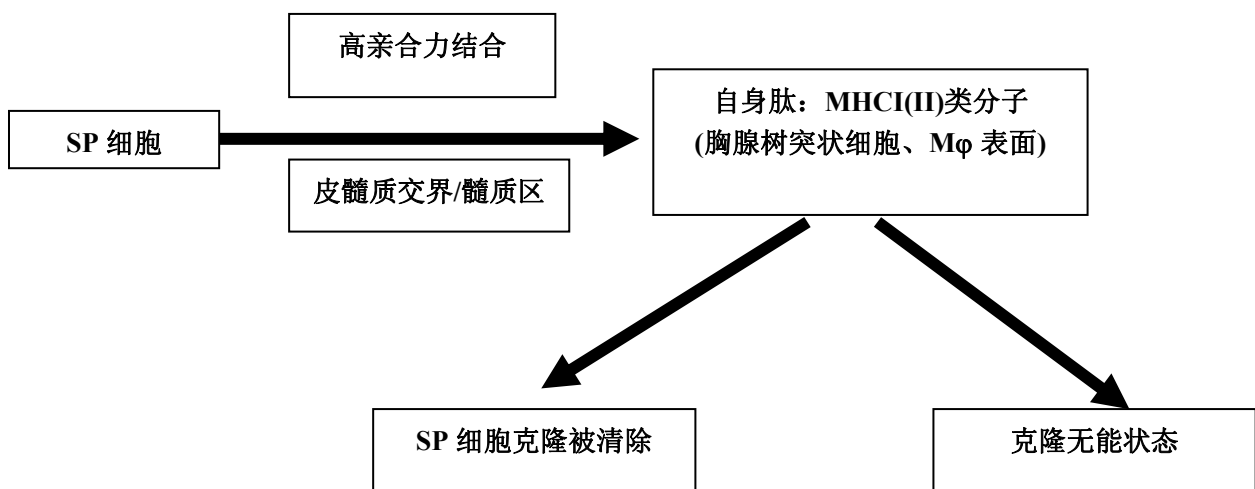 高亲合力结合
SP 细胞
皮髓质交界/髓质区
自身肽：MHCI(II)类分子
(胸腺树突状细胞、Mφ 表面)
SP 细胞克隆被清除
克隆无能状态